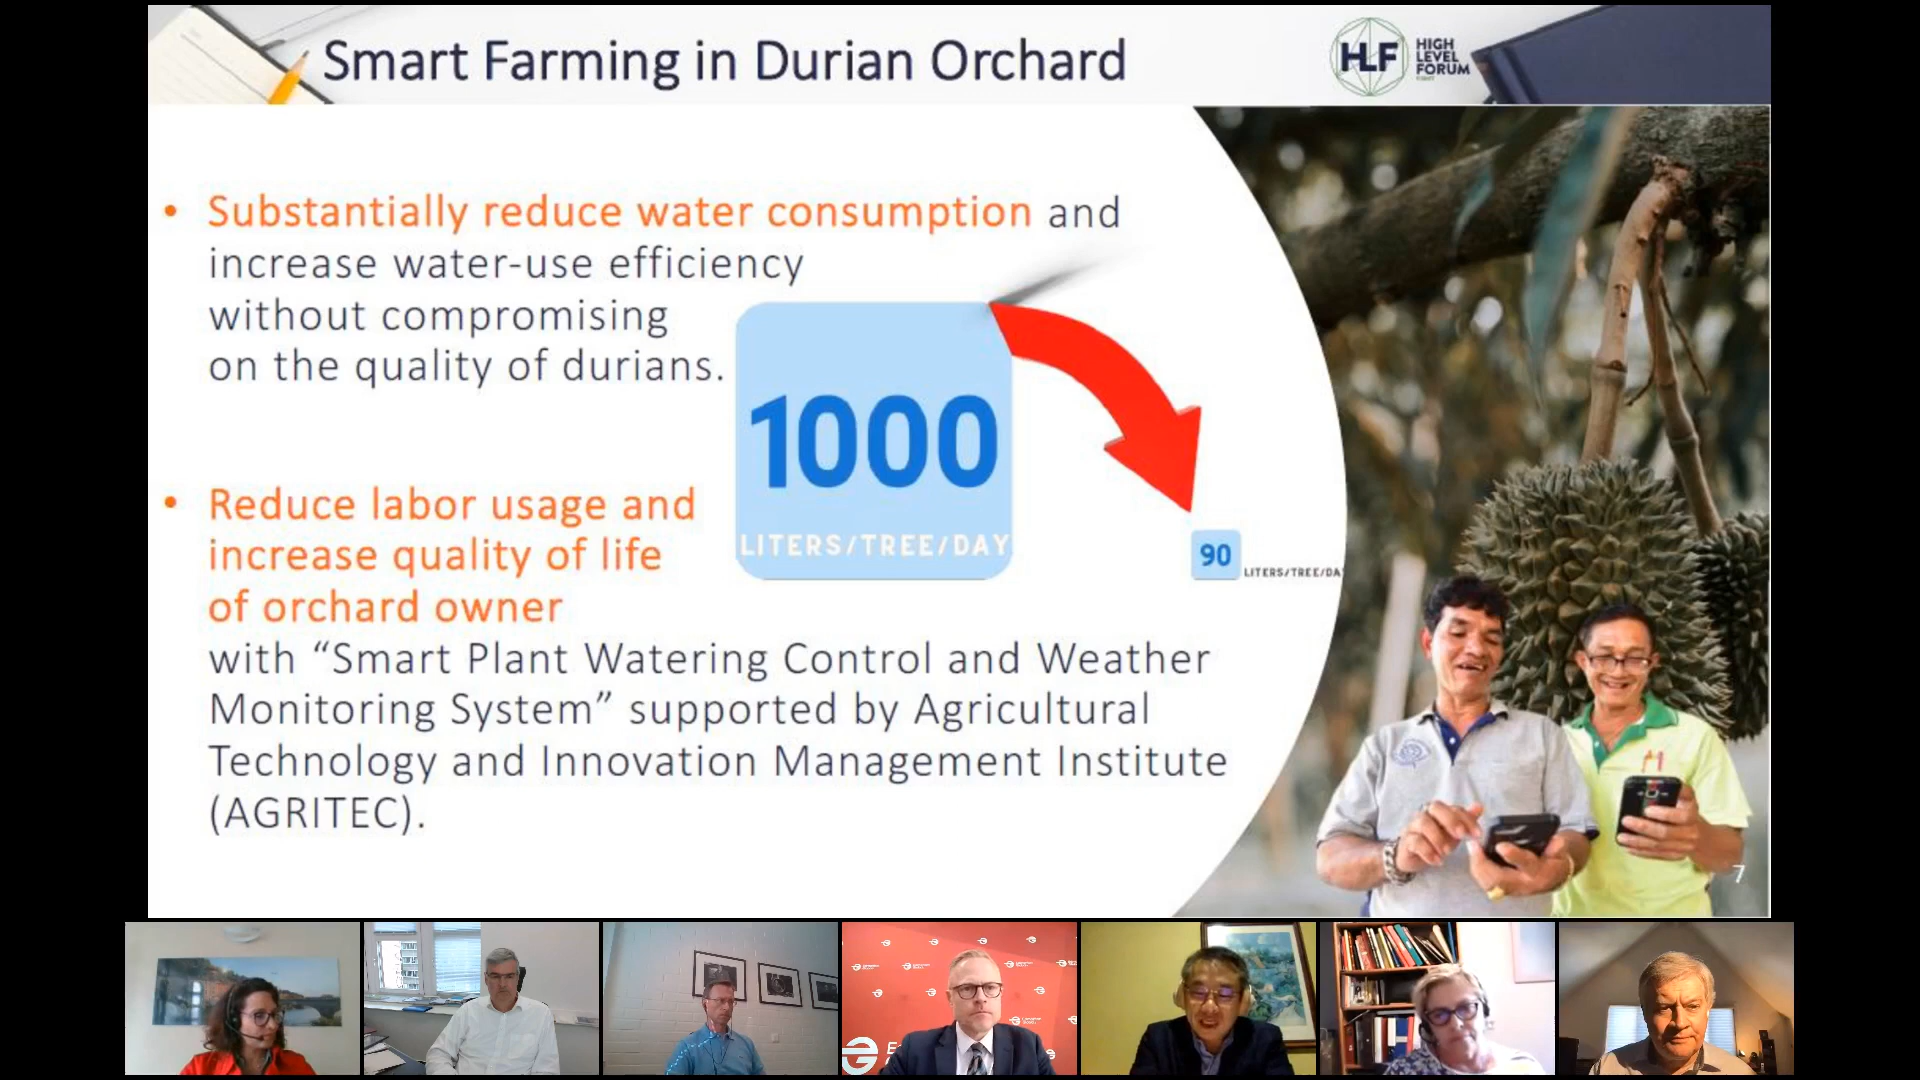 Smart Farming in Durian Orchard
HLF
HIGH
LEVEL
FORUM
• Substantially reduce water consumption and
increase water-use efficiency
without compromising
on the quality of durians.
1000
LITERS/TREE/DAY
90
LITERS/TREE/DA
• Reduce labor usage and
increase quality of life
of orchard owner
with “Smart Plant Watering Control and Weather
Monitoring System” supported by Agricultural
Technology and Innovation Management Institute
(AGRITEC).
7